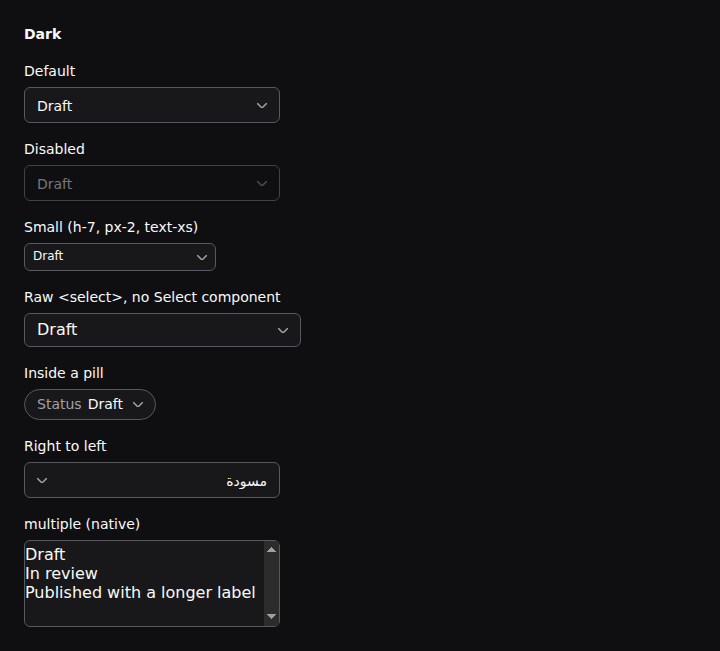 Dark
Default
Draft
Disabled
Draft
Small (h-7, px-2, text-xs)
Draft
Raw <select>, no Select component
Draft
Inside a pill
Status Draft
Right to left
مسودة
multiple (native)
Draft
In review
Published with a longer label